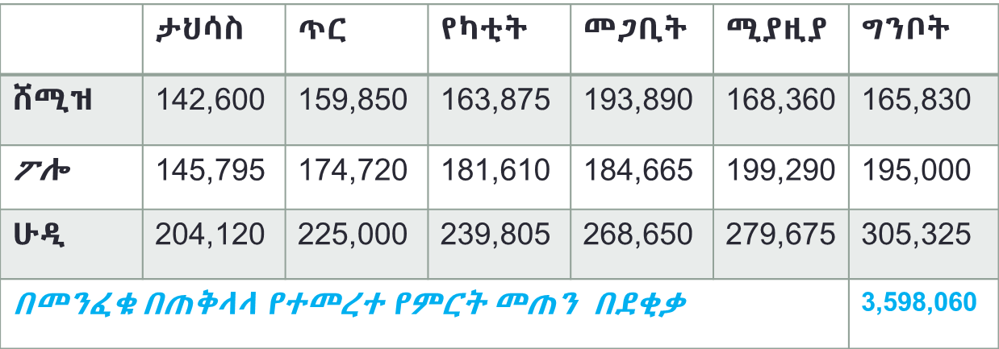 ታህሳስ ጥር የካቲት መጋቢት ሚያዚያ ግንቦት
ሸሚዝ 142,600 159,850 163,875 193,890 168,360 165,830
ፖሎ 145,795 174,720 181,610 184,665 199,290 195,000
ሁዲ 204,120 225,000 239,805 268,650 279,675 305,325
በመንፈቁ በጠቅላላ የተመረተ የምርት መጠን በደቂቃ 3,598,060